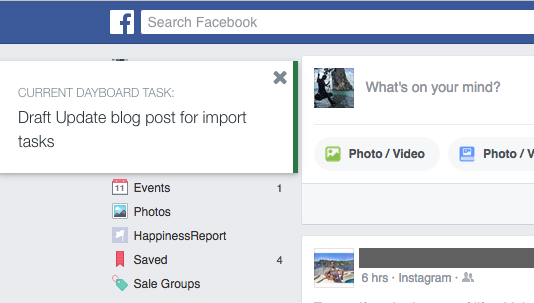 f
Search Facebook
CURRENT DAYBOARD TASK:
Draft Update blog post for import
tasks
11
Events 1
Photos
HappinessReport
Saved 4
Sale Groups
What's on your mind?
Photo / Video
Photo / V
6 hrs · Instagram ·